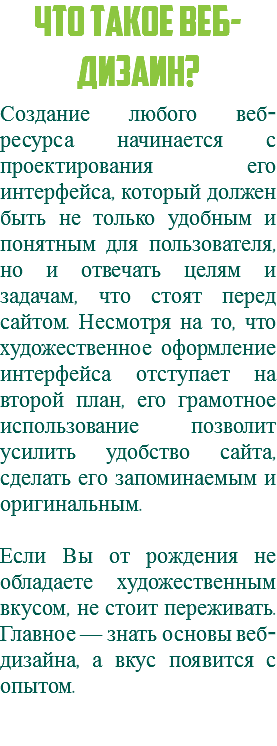 ЧТО ТАКОЕ ВЕБ-
ДИЗАИН?
Создание любого веб-
ресурса начинается с
проектирования его
интерфейса, который должен
быть не только удобным и
понятным для пользователя,
но и отвечать целям и
задачам, что стоят перед
сайтом. Несмотря на то, что
художественное оформление
интерфейса отступает на
второй план, его грамотное
использование позволит
усилить удобство сайта,
сделать его запоминаемым и
оригинальным.
Если Вы от рождения не
обладаете художественным
вкусом, не стоит переживать.
Главное — знать основы веб-
дизайна, а вкус появится с
опытом.